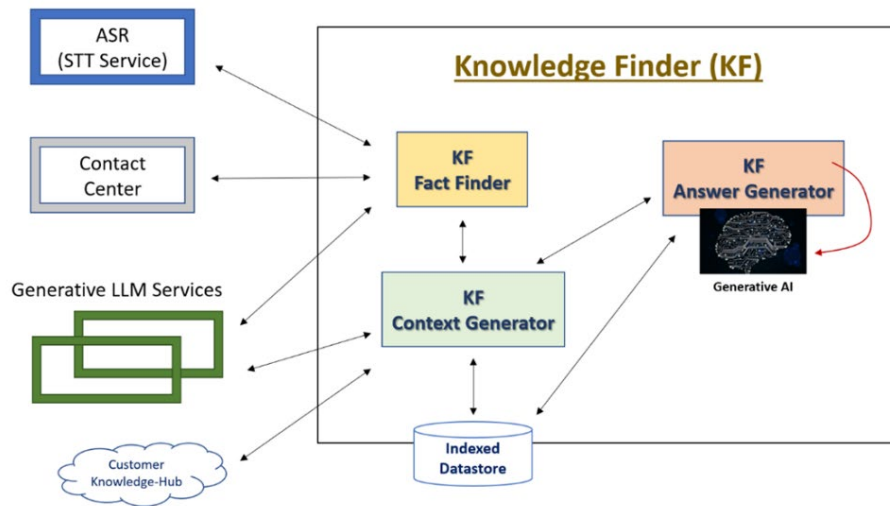 ASR
(STT Service)
Knowledge Finder (KF)
Contact
Center
KF
Fact Finder
KF
Answer Generator
Generative AI
Generative LLM Services
KF
Context Generator
Customer
Knowledge-Hub
Indexed
Datastore